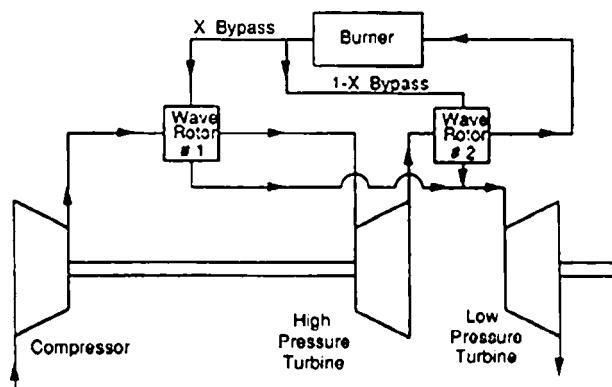 X Bypass
Burner
1-X Bypass
Wave
Rotor
# 1
Wave
Rotor
# 2
Compressor
High
Pressure
Turbine
Low
Pressure
Turbine